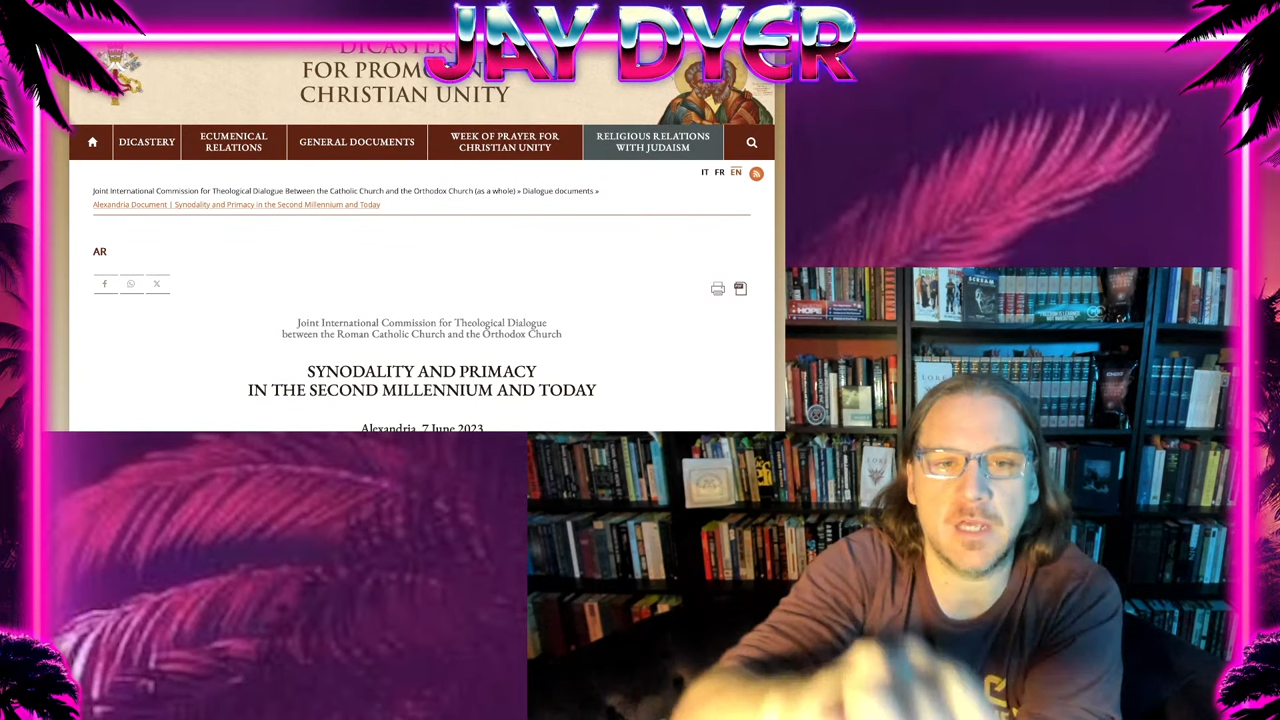 JAY DYER
DICASTER
FOR PROMO
CHRISTIAN UNITY
DICASTERY
ECUMENICAL
RELATIONS
GENERAL DOCUMENTS
WEEK OF PRAYER FOR
CHRISTIAN UNITY
RELIGIOUS RELATIONS
WITH JUDAISM
IT FR EN
Joint International Commission for Theological Dialogue Between the Catholic Church and the Orthodox Church (as a whole) » Dialogue documents »
Alexandria Document | Synodality and Primacy in the Second Millennium and Today
AR
Joint International Commission for Theological Dialogue
between the Roman Catholic Church and the Orthodox Church
SYNODALITY AND PRIMACY
IN THE SECOND MILLENNIUM AND TODAY
Alexandria, 7 June 2023
SCREAM
HOPE
LORE